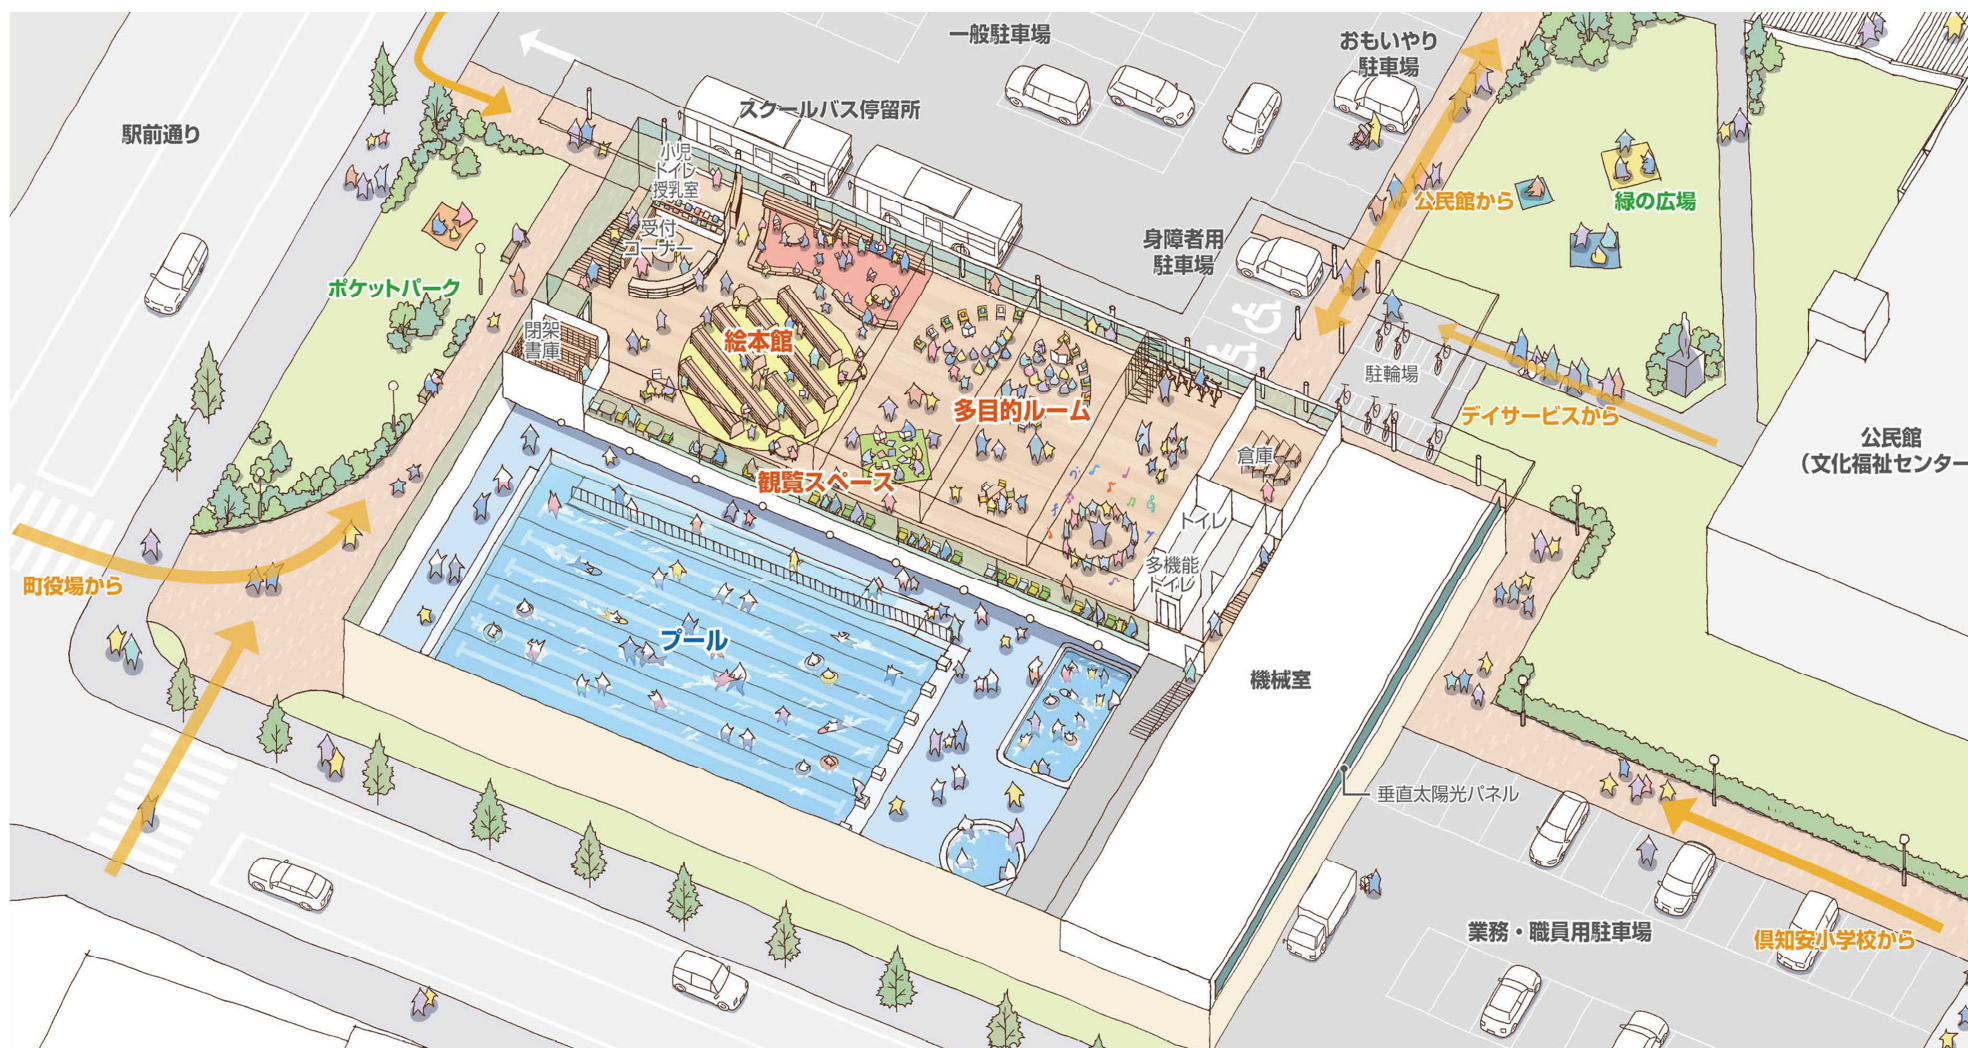 一般駐車場
おもいやり
駐車場
スクールバス停留所
駅前通り
小児
トイレ
授乳室
受付
コーナー
公民館から
緑の広場
身障者用
駐車場
ポケットパーク
閉架
書庫
絵本館
駐輪場
多目的ルーム
デイサービスから
公民館
（文化福祉センター
倉庫
観覧スペース
トイレ
多機能
トイレ
町役場から
プール
機械室
垂直太陽光パネル
業務・職員用駐車場
倶知安小学校から